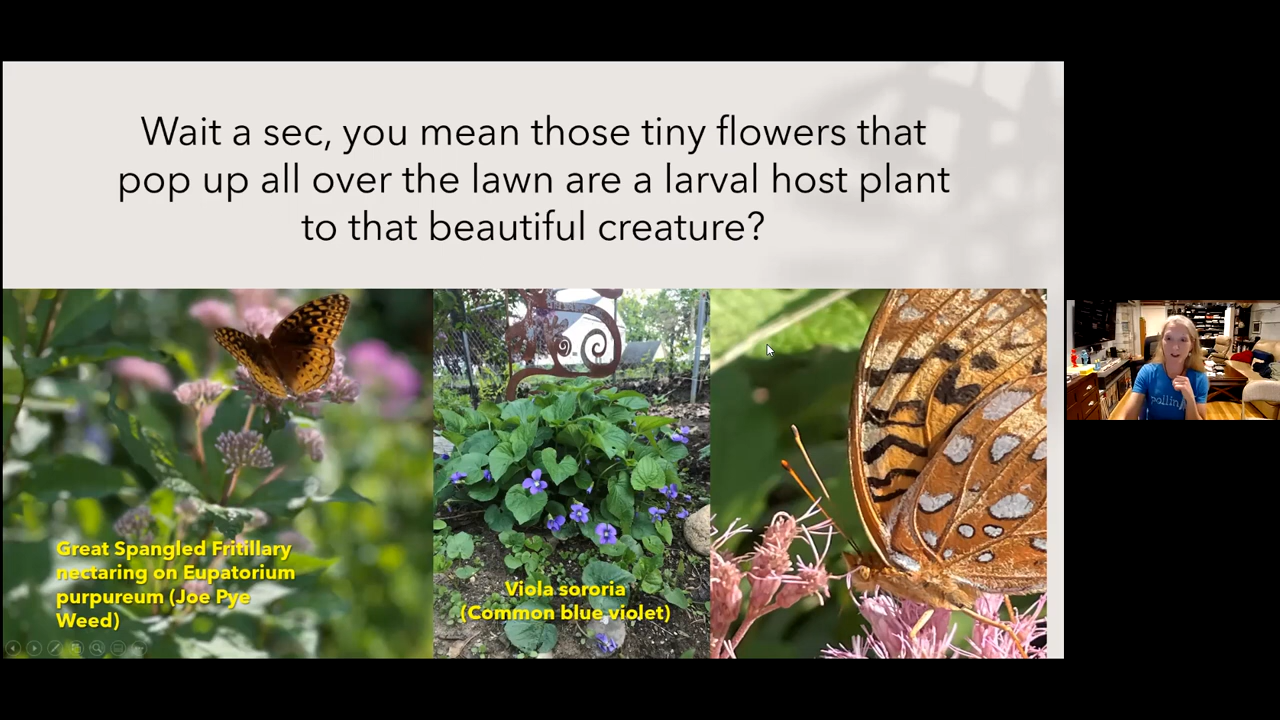 Wait a sec, you mean those tiny flowers that
pop up all over the lawn are a larval host plant
to that beautiful creature?
Great Spangled Fritillary
nectaring on Eupatorium
purpureum (Joe Pye
Weed)
Viola sororia
(Common blue violet)